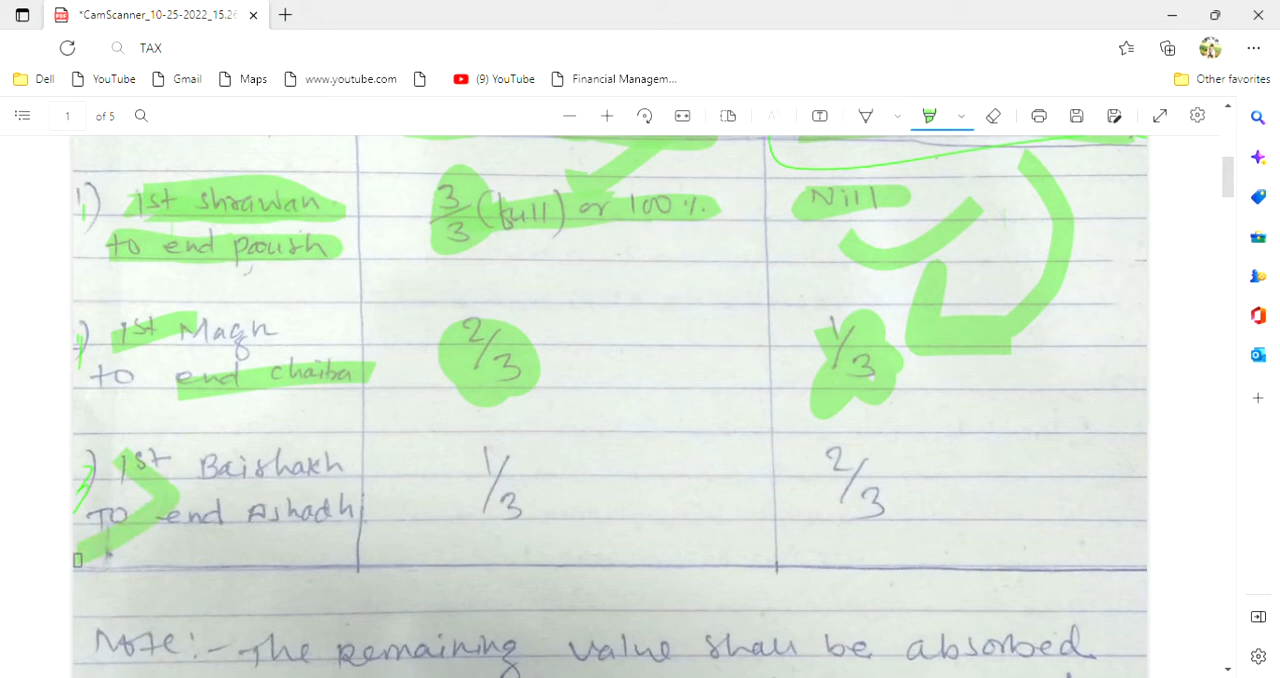 *CamScanner_10-25-2022_15.26
TAX
Dell YouTube Gmail Maps www.youtube.com (9) YouTube Financial Managem... Other favorites
1 of 5
1) 1st Shrawan 3/3 (full) or 100%. Nill
to end poush
1st Magh 2/3 1/3
to end chaiba
3) 1st Baishakh 1/3 2/3
TO end Ashadh
Note:- The remaining value shall be absorbed